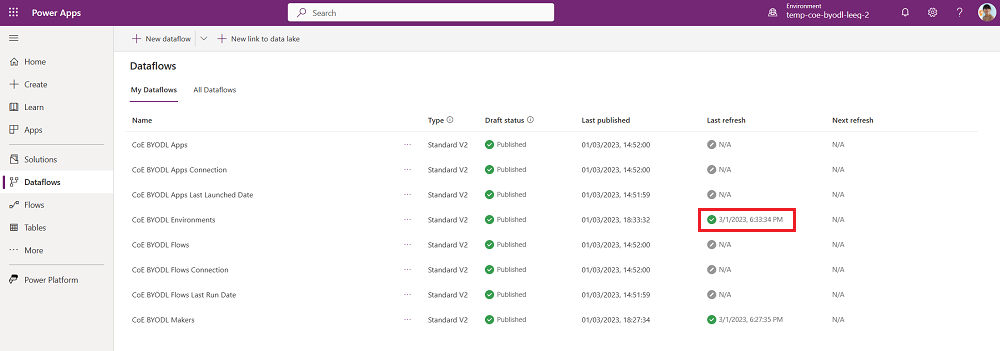 Power Apps
Search
Environment
temp-coe-byodl-leeq-2
?
New dataflow
New link to data lake
Home
Create
Learn
Apps
Solutions
Dataflows
Flows
Tables
More
Power Platform
Dataflows
My Dataflows All Dataflows
Name Type Draft status Last published Last refresh Next refresh
CoE BYODL Apps ... Standard V2 Published 01/03/2023, 14:52:00 N/A N/A
CoE BYODL Apps Connection ... Standard V2 Published 01/03/2023, 14:52:00 N/A N/A
CoE BYODL Apps Last Launched Date ... Standard V2 Published 01/03/2023, 14:51:59 N/A N/A
CoE BYODL Environments ... Standard V2 Published 01/03/2023, 18:33:32 3/1/2023, 6:33:34 PM N/A
CoE BYODL Flows ... Standard V2 Published 01/03/2023, 14:52:00 N/A N/A
CoE BYODL Flows Connection ... Standard V2 Published 01/03/2023, 14:52:00 N/A N/A
CoE BYODL Flows Last Run Date ... Standard V2 Published 01/03/2023, 14:51:59 N/A N/A
CoE BYODL Makers ... Standard V2 Published 01/03/2023, 18:27:34 3/1/2023, 6:27:35 PM N/A